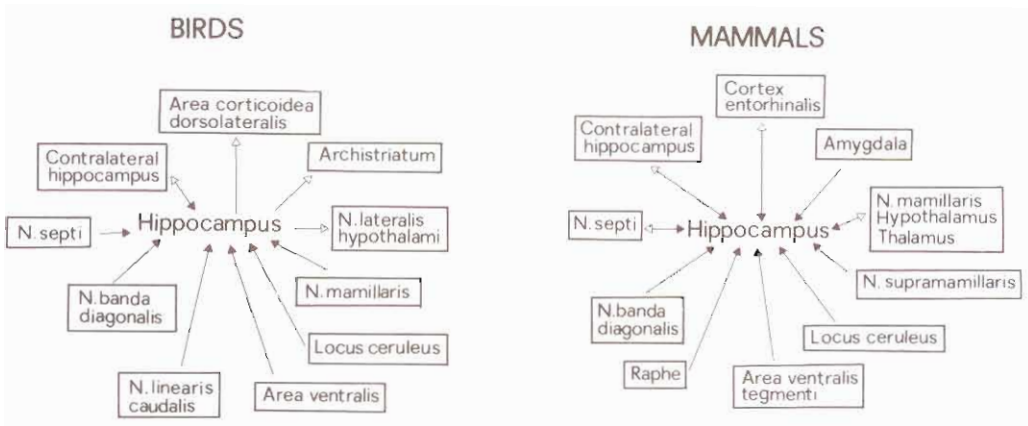 BIRDS
Area corticoidea
dorsolateralis
Contralateral
hippocampus
Archistriatum
N.septi
Hippocampus
N.lateralis
hypothalami
N.banda
diagonalis
N.mamillaris
Locus ceruleus
N.linearis
caudalis
Area ventralis
MAMMALS
Cortex
entorhinalis
Contralateral
hippocampus
Amygdala
N.septi
Hippocampus
N.mamillaris
Hypothalamus
Thalamus
N.supramamillaris
N.banda
diagonalis
Locus ceruleus
Raphe
Area ventralis
tegmenti